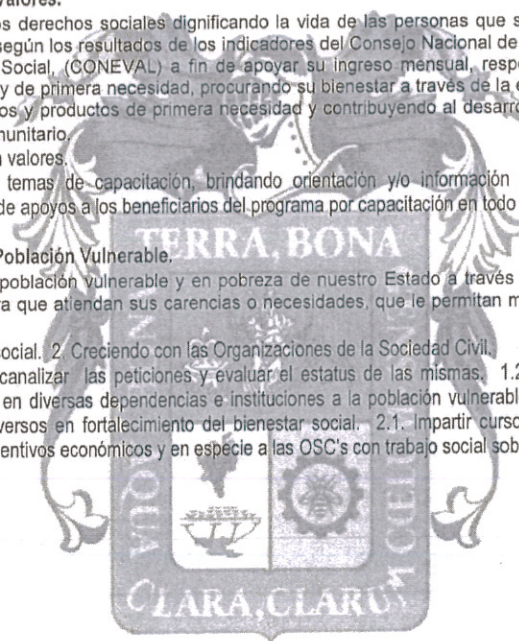 valores.
os derechos sociales dignificando la vida de las personas que s
según los resultados de los indicadores del Consejo Nacional de
Social, (CONEVAL) a fin de apoyar su ingreso mensual, resp
y de primera necesidad, procurando su bienestar a través de la e
os y productos de primera necesidad y contribuyendo al desarro
munitario.
n valores.
temas de capacitación, brindando orientación y/o información
de apoyos a los beneficiarios del programa por capacitación en todo
Población Vulnerable.
población vulnerable y en pobreza de nuestro Estado a través
ra que atiendan sus carencias o necesidades, que le permitan m
social. 2. Creciendo con las Organizaciones de la Sociedad Civil.
canalizar las peticiones y evaluar el estatus de las mismas. 1.2
en diversas dependencias e instituciones a la población vulnerabl
versos en fortalecimiento del bienestar social. 2.1. Impartir curso
entivos económicos y en especie a las OSC's con trabajo social sob
TERRA, BONA
AQUA
CLARA, CLARUM